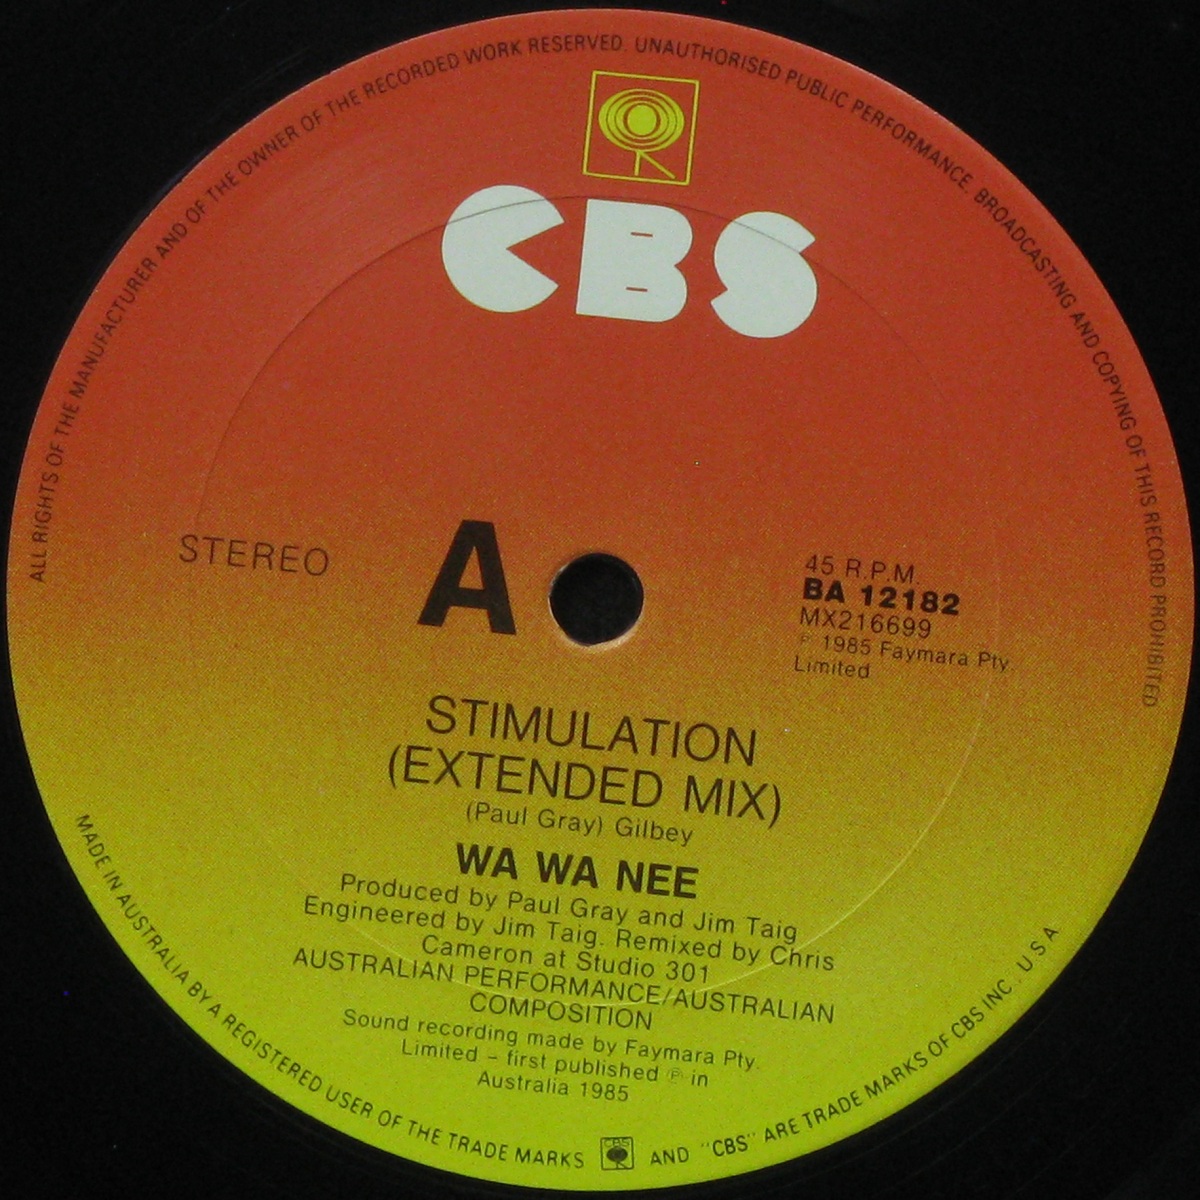 ALL RIGHTS OF THE MANUFACTURER AND OF THE OWNER OF THE RECORDED WORK RESERVED. UNAUTHORISED PUBLIC PERFORMANCE. BROADCASTING AND COPYING OF THIS RECORD PROHIBITED
CBS
STEREO
A
45 R.P.M.
BA 12182
MX216699
℗ 1985 Faymara Pty.
Limited
STIMULATION
(EXTENDED MIX)
(Paul Gray) Gilbey
WA WA NEE
Produced by Paul Gray and Jim Taig
Engineered by Jim Taig. Remixed by Chris
Cameron at Studio 301
AUSTRALIAN PERFORMANCE/AUSTRALIAN
COMPOSITION
Sound recording made by Faymara Pty.
Limited – first published ℗ in
Australia 1985
MADE IN AUSTRALIA BY A REGISTERED USER OF THE TRADE MARKS CBS AND "CBS" ARE TRADE MARKS OF CBS INC., U S A